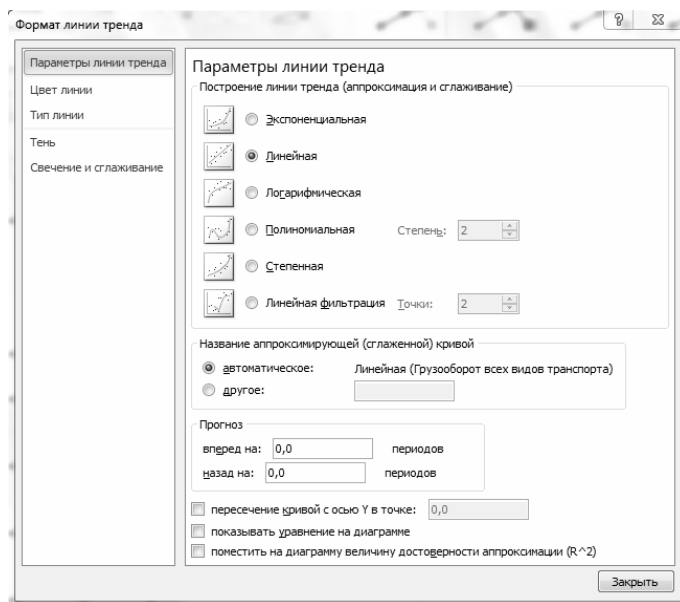 Формат линии тренда
Параметры линии тренда
Цвет линии
Тип линии
Тень
Свечение и сглаживание
Параметры линии тренда
Построение линии тренда (аппроксимация и сглаживание)
Экспоненциальная
Линейная
Логарифмическая
Полиномиальная Степень: 2
Степенная
Линейная фильтрация Точки: 2
Название аппроксимирующей (сглаженной) кривой
автоматическое: Линейная (Грузооборот всех видов транспорта)
другое:
Прогноз
вперед на: 0,0 периодов
назад на: 0,0 периодов
пересечение кривой с осью Y в точке: 0,0
показывать уравнение на диаграмме
поместить на диаграмму величину достоверности аппроксимации (R^2)
Закрыть